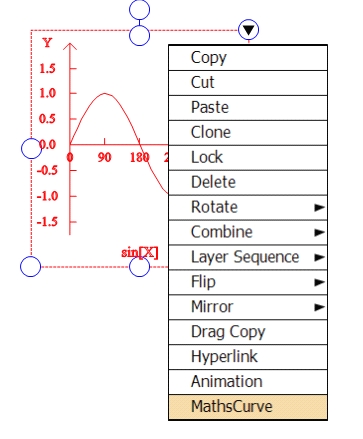 Y
1.5
1.0
0.5
0.0
0 90 180 2
-0.5
-1.0
-1.5
sin[X]
Copy
Cut
Paste
Clone
Lock
Delete
Rotate
Combine
Layer Sequence
Flip
Mirror
Drag Copy
Hyperlink
Animation
MathsCurve